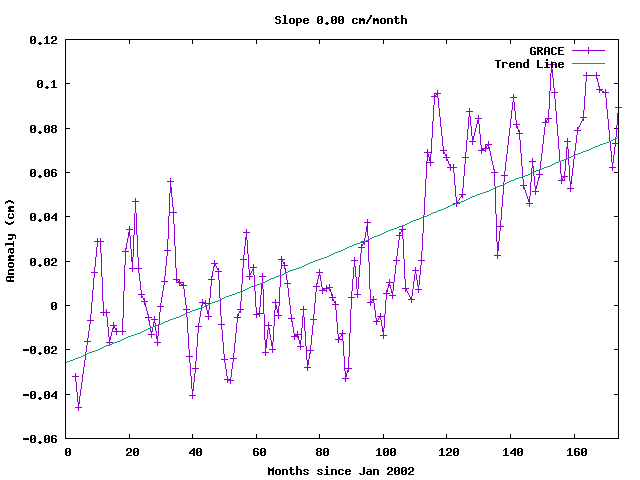 Slope 0.00 cm/month
0.12
0.1
0.08
0.06
0.04
0.02
0
-0.02
-0.04
-0.06
Anomaly (cm)
GRACE
Trend Line
0 20 40 60 80 100 120 140 160
Months since Jan 2002